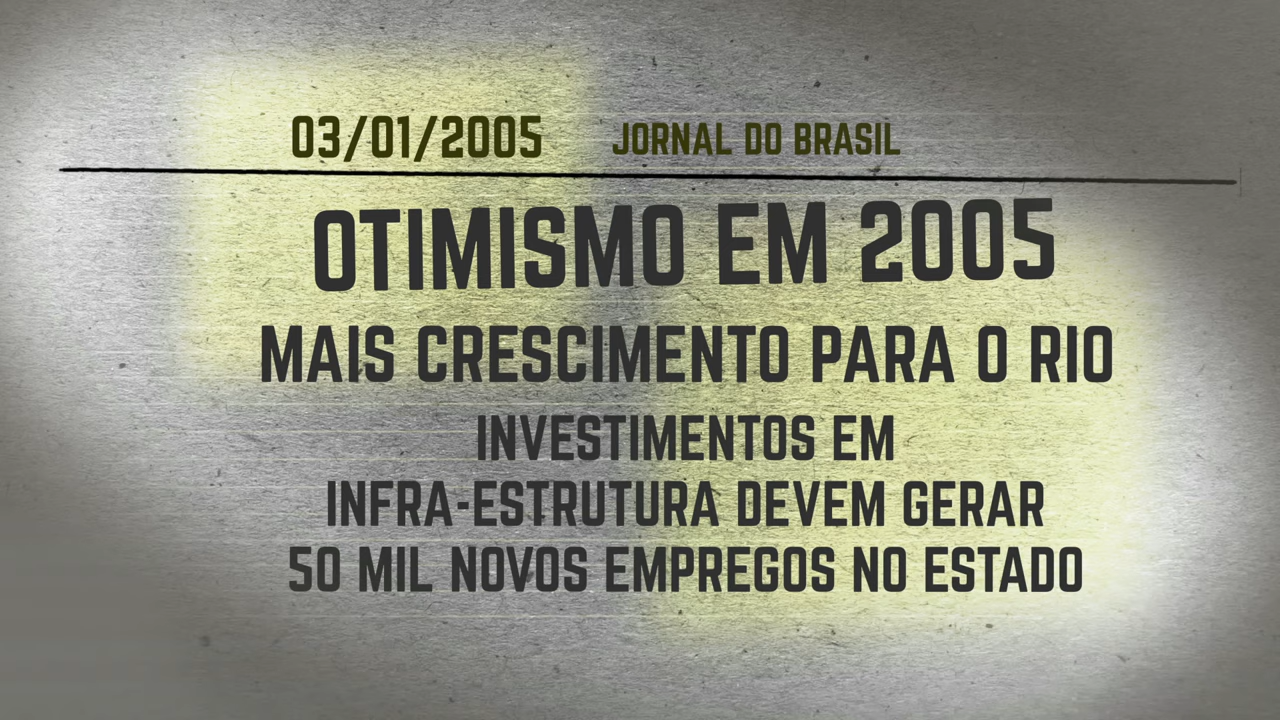 03/01/2005 JORNAL DO BRASIL
OTIMISMO EM 2005
MAIS CRESCIMENTO PARA O RIO
INVESTIMENTOS EM
INFRA-ESTRUTURA DEVEM GERAR
50 MIL NOVOS EMPREGOS NO ESTADO